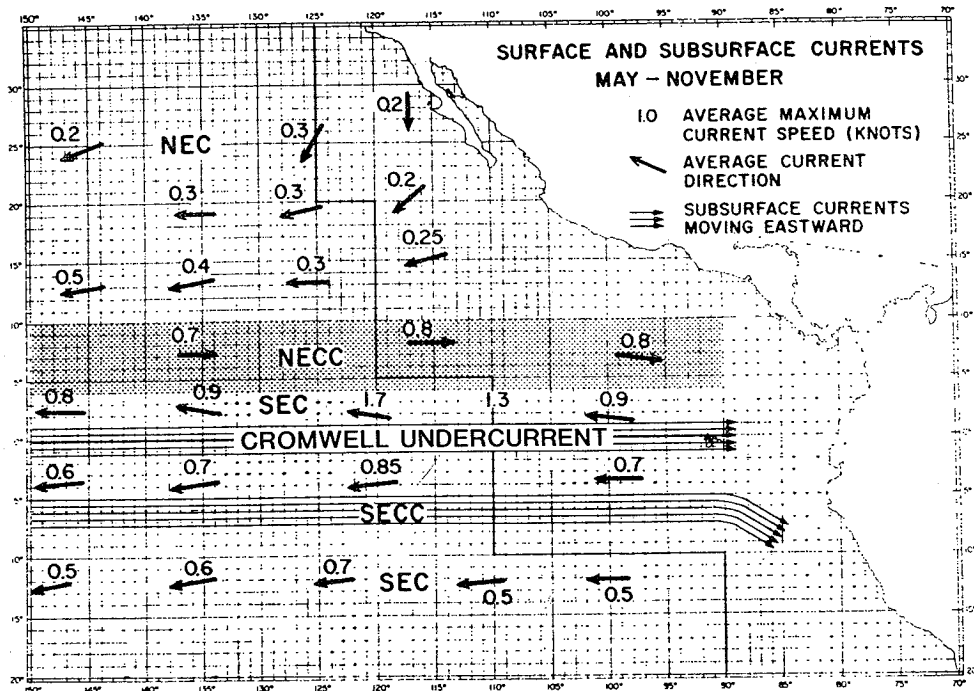 150° 145° 140° 135° 130° 125° 120° 115° 110° 105° 100° 95° 90° 85° 80° 75° 70°
SURFACE AND SUBSURFACE CURRENTS
MAY – NOVEMBER
1.0 AVERAGE MAXIMUM
CURRENT SPEED (KNOTS)
AVERAGE CURRENT
DIRECTION
SUBSURFACE CURRENTS
MOVING EASTWARD
30°
0.2
0.2 NEC 0.3
25°
0.3 0.3 0.2
20°
0.25
15°
0.5 0.4 0.3
10°
0.7 NECC 0.8 0.8
5°
0.8 0.9 SEC 1.7 1.3 0.9
CROMWELL UNDERCURRENT
0°
0.6 0.7 0.85 0.7
5°
SECC
10°
0.5 0.6 0.7 SEC 0.5 0.5
15°
20°
150° 145° 140° 135° 130° 125° 120° 115° 110° 105° 100° 95° 90° 85° 80° 75° 70°